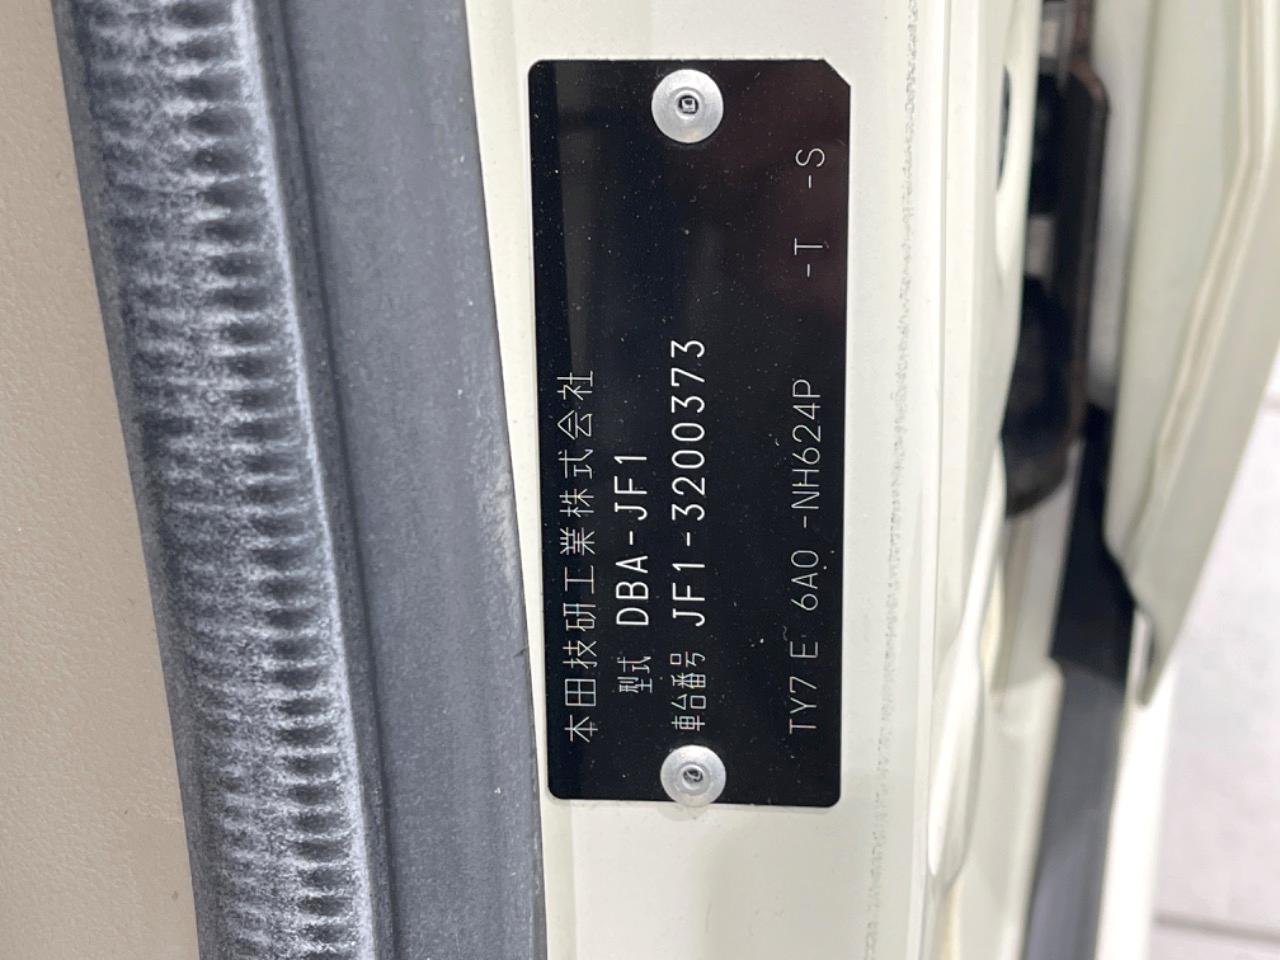 本田技研工業株式会社
型式 DBA-JF1
車台番号 JF1-3200373
TY7E 6A0 -NH624P -T -S